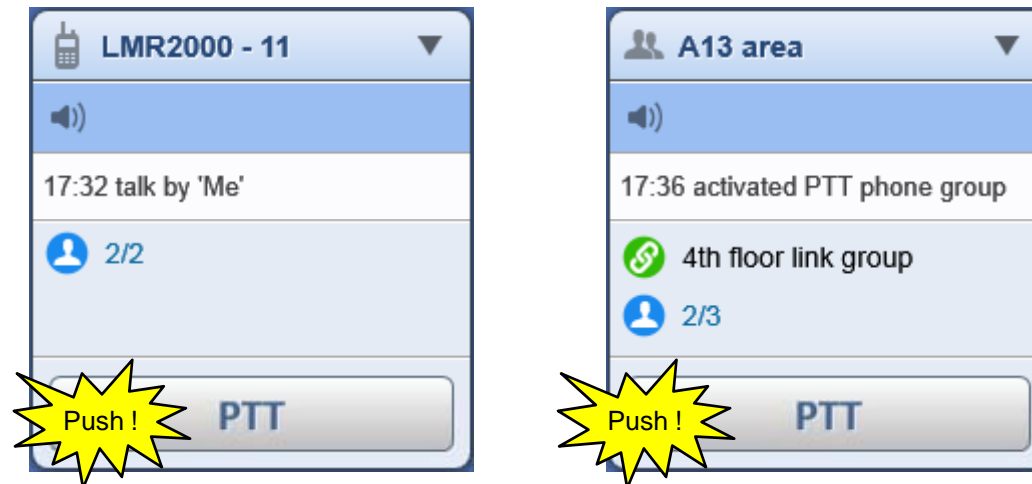 LMR2000 - 11
17:32 talk by 'Me'
2/2
PTT
Push !
A13 area
17:36 activated PTT phone group
4th floor link group
2/3
PTT
Push !